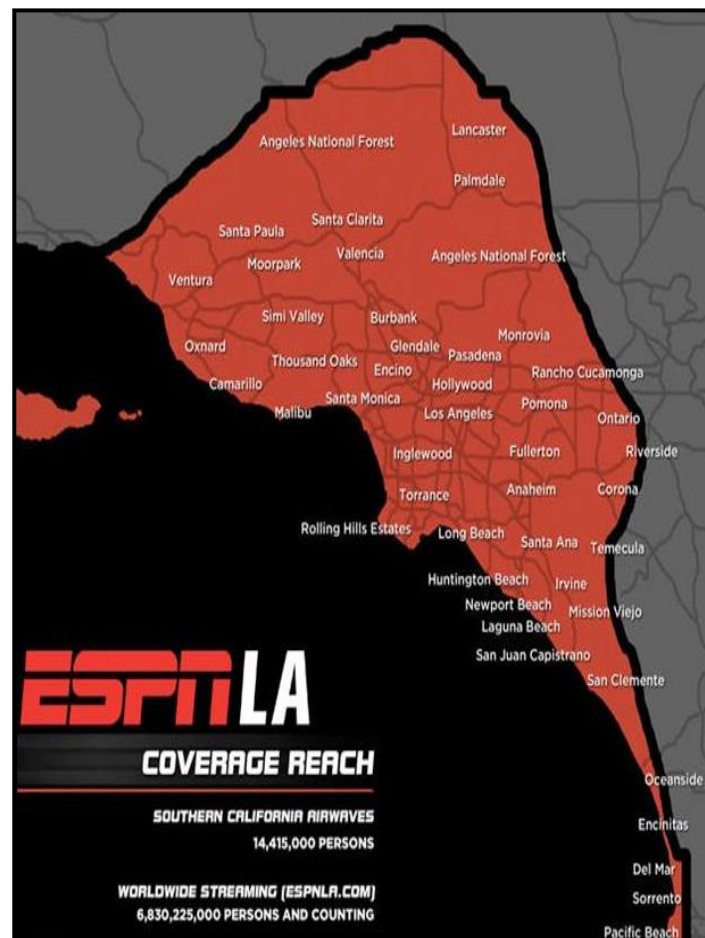 Lancaster
Angeles National Forest
Palmdale
Santa Clarita
Santa Paula
Valencia
Angeles National Forest
Moorpark
Ventura
Simi Valley
Burbank
Monrovia
Oxnard
Glendale
Pasadena
Thousand Oaks
Encino
Rancho Cucamonga
Camarillo
Hollywood
Santa Monica
Pomona
Malibu
Los Angeles
Ontario
Inglewood
Fullerton
Riverside
Torrance
Anaheim
Corona
Rolling Hills Estates
Long Beach
Santa Ana
Temecula
Huntington Beach
Irvine
Newport Beach
Mission Viejo
Laguna Beach
San Juan Capistrano
San Clemente
Oceanside
Encinitas
Del Mar
Sorrento
Pacific Beach
ESPN LA
COVERAGE REACH
SOUTHERN CALIFORNIA AIRWAVES
14,415,000 PERSONS
WORLDWIDE STREAMING (ESPNLA.COM)
6,830,225,000 PERSONS AND COUNTING